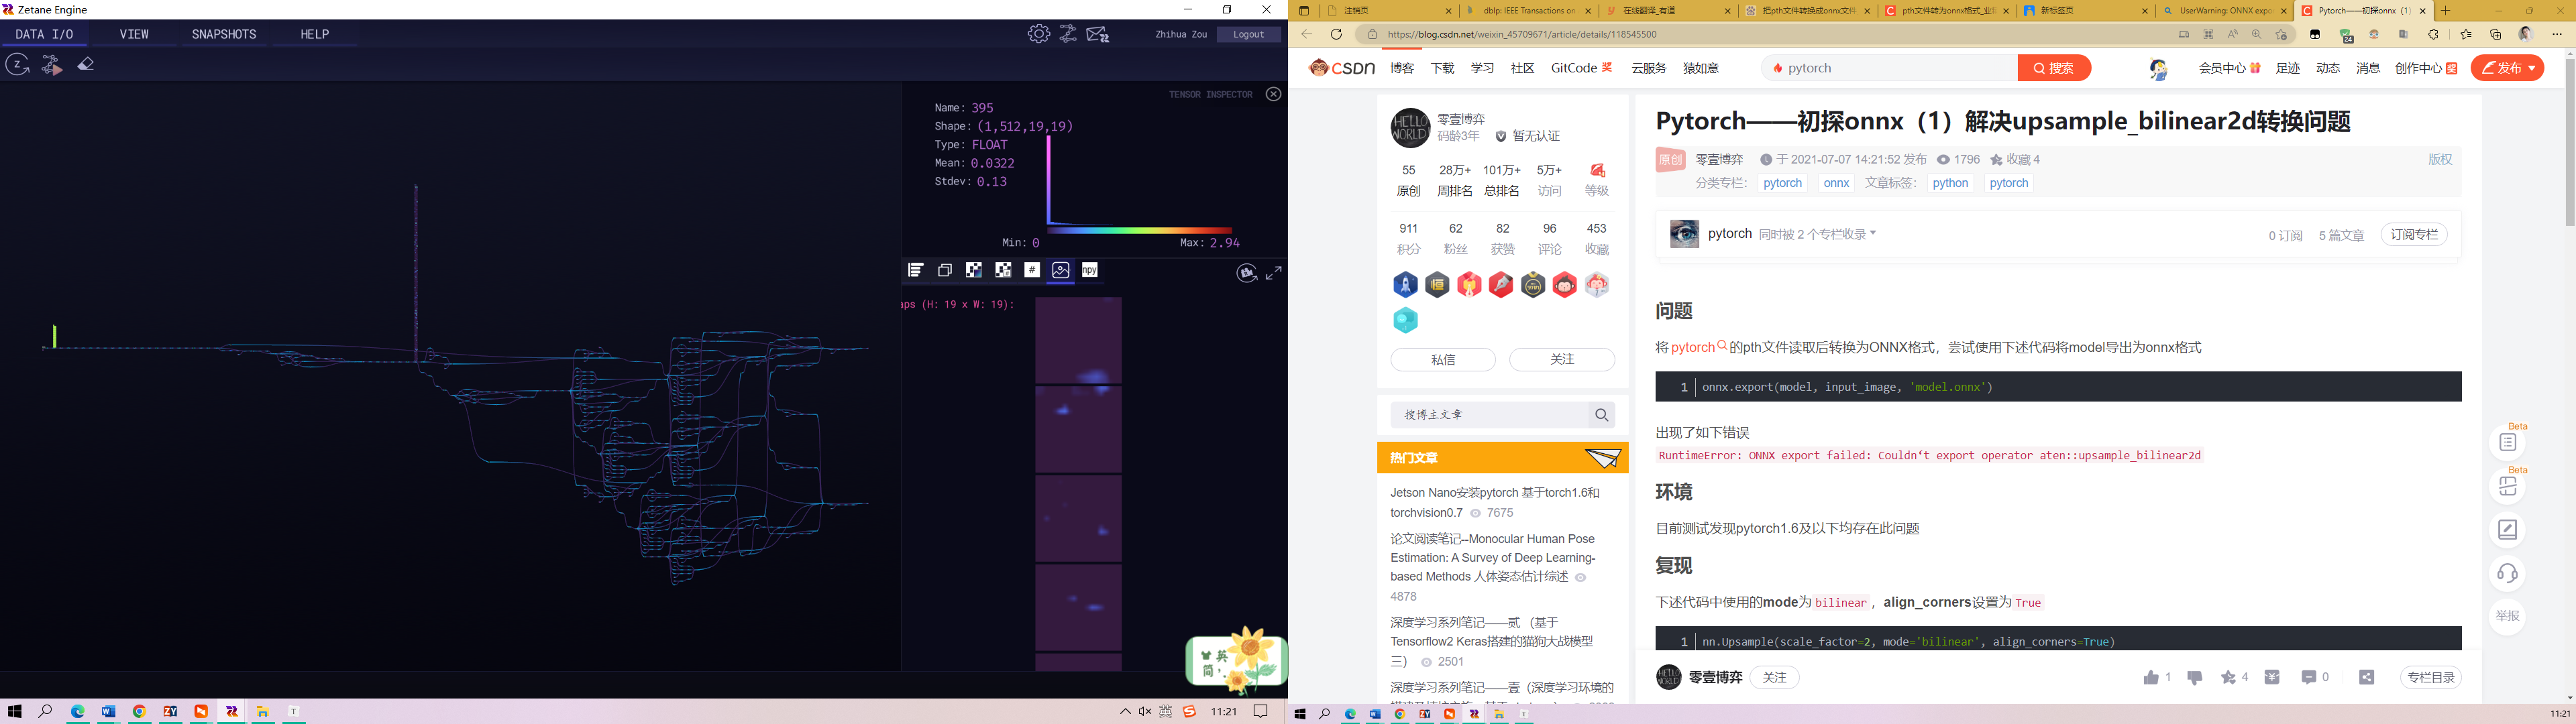 Zetane Engine
DATA I/O VIEW SNAPSHOTS HELP
Zhihua Zou Logout
TENSOR INSPECTOR
Name: 395
Shape: (1,512,19,19)
Type: FLOAT
Mean: 0.0322
Stdev: 0.13
Min: 0 Max: 2.94
# npy
aps (H: 19 x W: 19):
英
简
11:21
注销页
dblp: IEEE Transactions on
在线翻译_有道
把pth文件转换成onnx文件
pth文件转为onnx格式_业
新标签页
UserWarning: ONNX expo
Pytorch——初探onnx（1）
https://blog.csdn.net/weixin_45709671/article/details/118545500
24
CSDN 博客 下载 学习 社区 GitCode 奖 云服务 猿如意
pytorch 搜索
会员中心 足迹 动态 消息 创作中心 奖 发布
HELLO WORLD
零壹博弈
码龄3年 暂无认证
55 28万+ 101万+ 5万+
原创 周排名 总排名 访问 等级
911 62 82 96 453
积分 粉丝 获赞 评论 收藏
私信 关注
搜博主文章
热门文章
Jetson Nano安装pytorch 基于torch1.6和
torchvision0.7 7675
论文阅读笔记--Monocular Human Pose
Estimation: A Survey of Deep Learning-
based Methods 人体姿态估计综述
4878
深度学习系列笔记——贰 （基于
Tensorflow2 Keras搭建的猫狗大战模型
三） 2501
深度学习系列笔记——壹（深度学习环境的
Pytorch——初探onnx（1）解决upsample_bilinear2d转换问题
原创 零壹博弈 于 2021-07-07 14:21:52 发布 1796 收藏 4 版权
分类专栏： pytorch onnx 文章标签： python pytorch
pytorch 同时被 2 个专栏收录 0 订阅 5 篇文章 订阅专栏
问题
将 pytorch 的pth文件读取后转换为ONNX格式，尝试使用下述代码将model导出为onnx格式
1 onnx.export(model, input_image, 'model.onnx')
出现了如下错误
RuntimeError: ONNX export failed: Couldn‘t export operator aten::upsample_bilinear2d
环境
目前测试发现pytorch1.6及以下均存在此问题
复现
下述代码中使用的mode为 bilinear ，align_corners设置为 True
1 nn.Upsample(scale_factor=2, mode='bilinear', align_corners=True)
零壹博弈 关注 1 4 0 专栏目录
Beta
Beta
举报
11:21